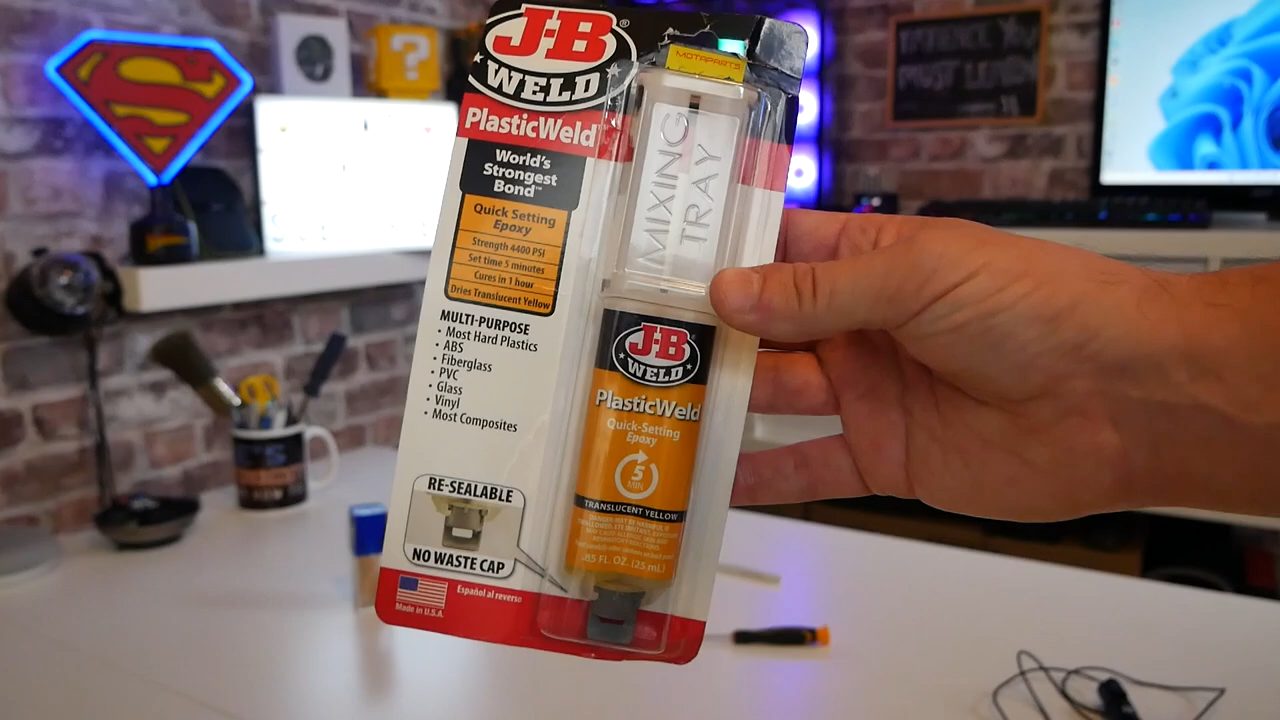 J-B
WELD
®
PlasticWeld
World's
Strongest
Bond™
Quick Setting
Epoxy
Strength 4400 PSI
Set time 5 minutes
Cures in 1 hour
Dries Translucent Yellow
MULTI-PURPOSE
• Most Hard Plastics
• ABS
• Fiberglass
• PVC
• Glass
• Vinyl
• Most Composites
RE-SEALABLE
NO WASTE CAP
Made in U.S.A.
Español al reverso
MOTAPARTS
MIXING
TRAY
J-B
WELD
PlasticWeld
Quick-Setting
Epoxy
5
MIN
TRANSLUCENT YELLOW
.85 FL. OZ. (25 mL)
S
?